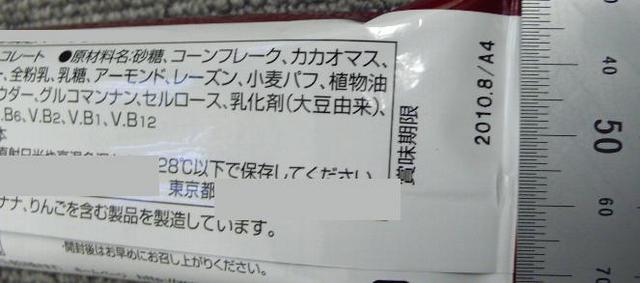 コレート ●原材料名:砂糖、コーンフレーク、カカオマス、
全粉乳、乳糖、アーモンド、レーズン、小麦パフ、植物油
ウダー、グルコマンナン、セルロース、乳化剤(大豆由来)、
.B6、V.B2、V.B1、V.B12
本
28℃以下で保存してください
東京都
ナナ、りんごを含む製品を製造しています。
開封後はお早めにお召し上がりください。
賞味期限
2010.8/A4
40
50
60
70